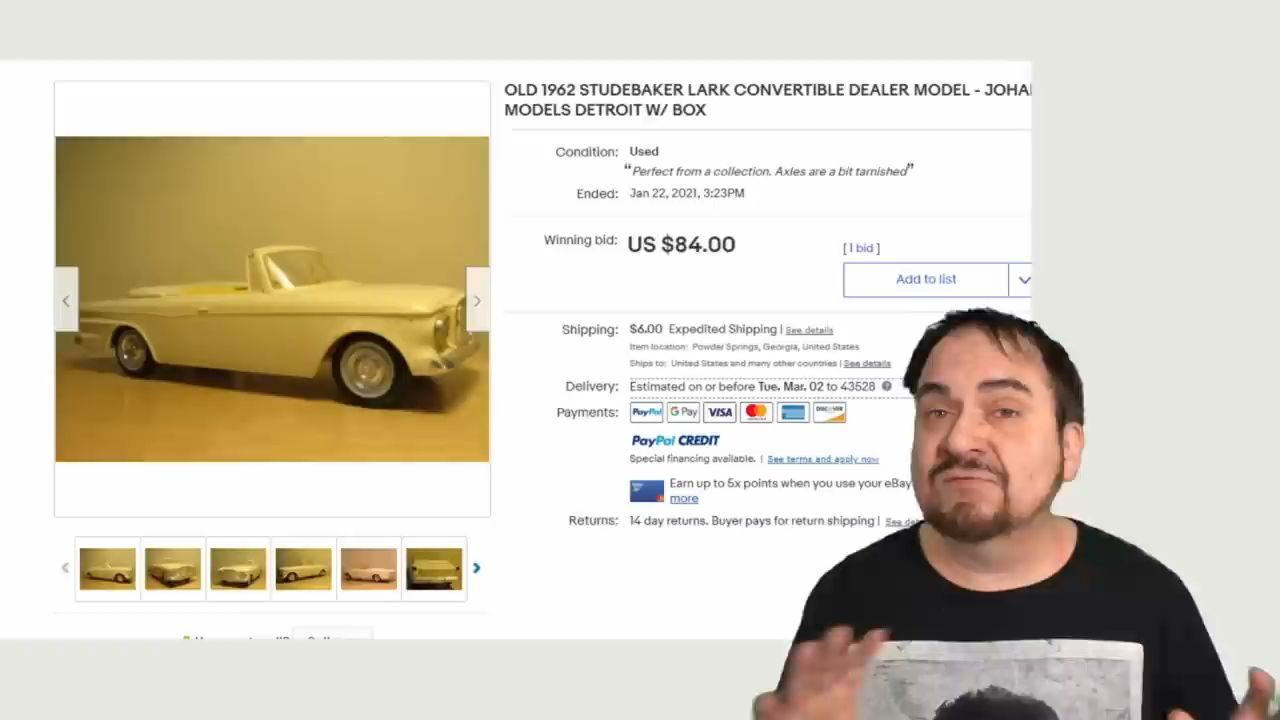 OLD 1962 STUDEBAKER LARK CONVERTIBLE DEALER MODEL - JOHA
MODELS DETROIT W/ BOX
Condition: Used
“Perfect from a collection. Axles are a bit tarnished”
Ended: Jan 22, 2021, 3:23PM
Winning bid: US $84.00
[ 1 bid ]
Add to list
Shipping: $6.00 Expedited Shipping | See details
Item location: Powder Springs, Georgia, United States
Ships to: United States and many other countries | See details
Delivery: Estimated on or before Tue. Mar. 02 to 43528
Payments: PayPal G Pay VISA DISCOVER
PayPal CREDIT
Special financing available. | See terms and apply now
Earn up to 5x points when you use your eBay
more
Returns: 14 day returns. Buyer pays for return shipping | See